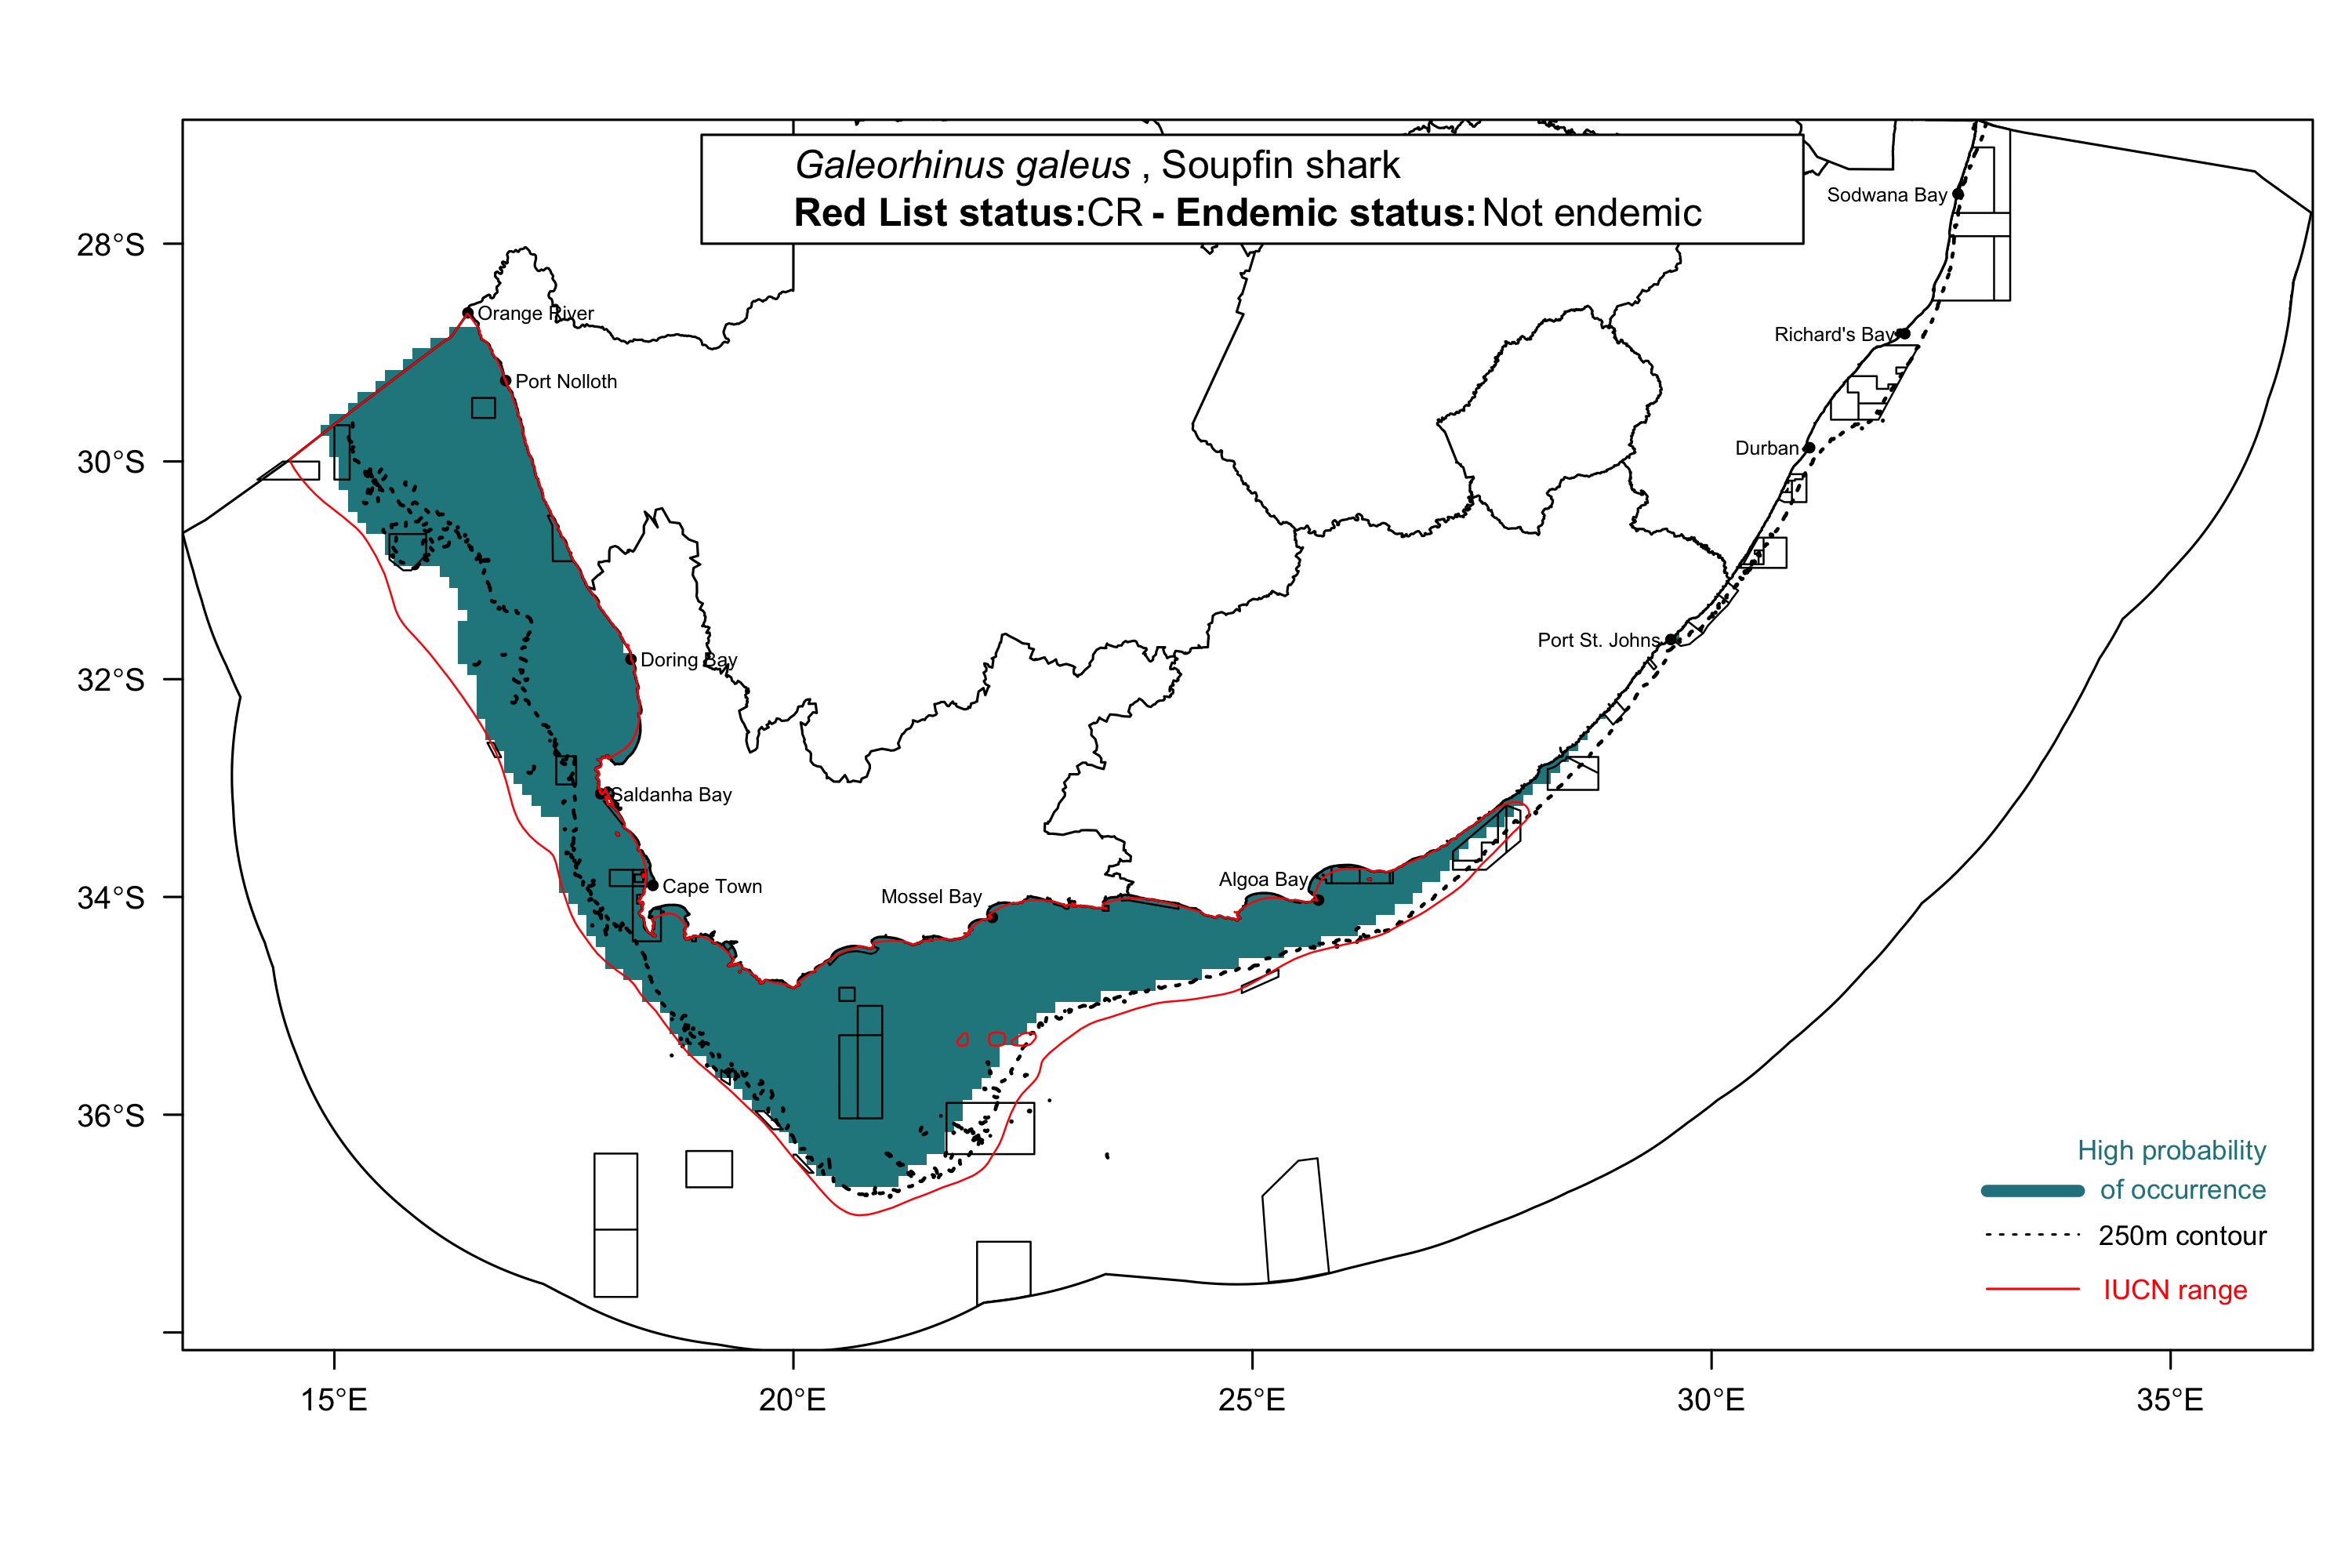 Galeorhinus galeus , Soupfin shark
Red List status:CR - Endemic status: Not endemic
Sodwana Bay
28°S
Orange River
Richard's Bay
Port Nolloth
Durban
30°S
Port St. Johns
Doring Bay
32°S
Saldanha Bay
Cape Town
Algoa Bay
Mossel Bay
34°S
36°S
High probability
of occurrence
250m contour
IUCN range
15°E
20°E
25°E
30°E
35°E